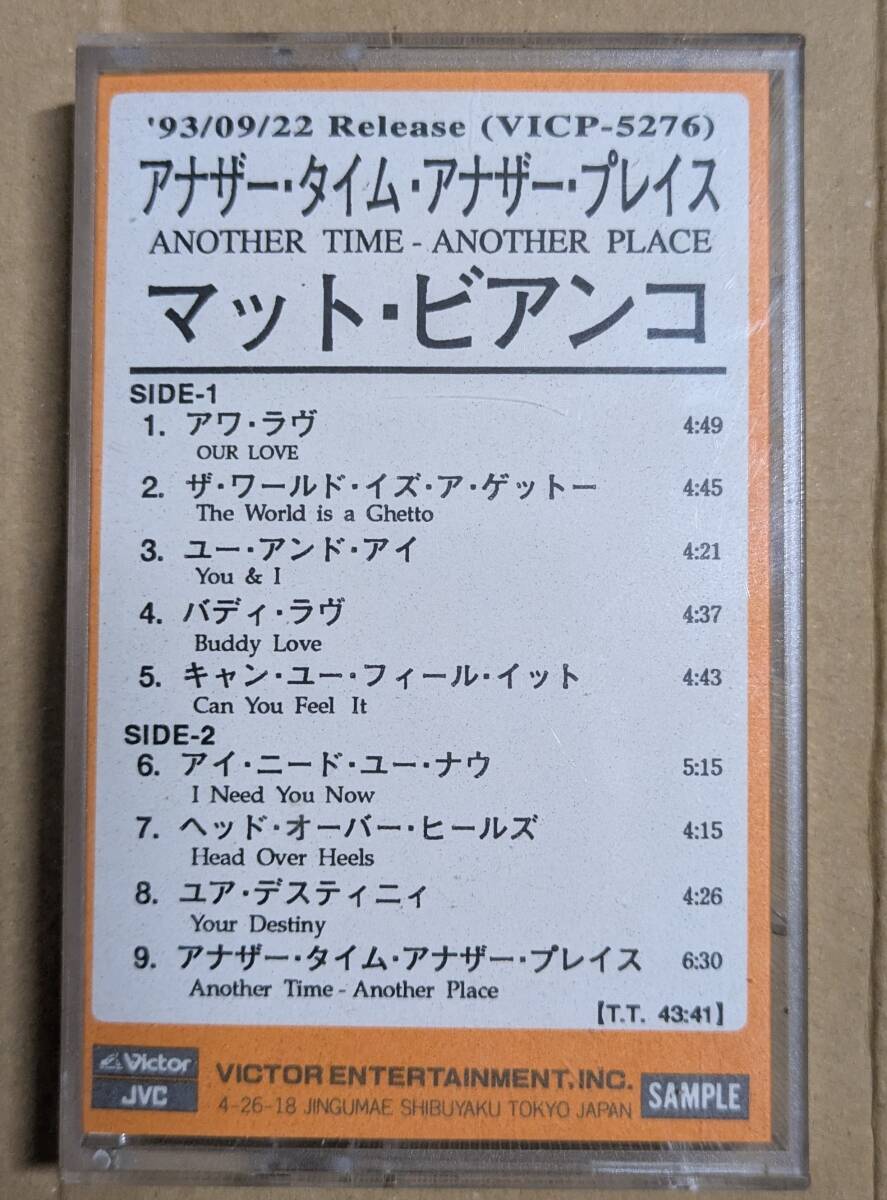 '93/09/22 Release (VICP-5276)
アナザー・タイム・アナザー・プレイス
ANOTHER TIME - ANOTHER PLACE
マット・ビアンコ
SIDE-1
1. アワ・ラヴ 4:49
OUR LOVE
2. ザ・ワールド・イズ・ア・ゲットー 4:45
The World is a Ghetto
3. ユー・アンド・アイ 4:21
You & I
4. バディ・ラヴ 4:37
Buddy Love
5. キャン・ユー・フィール・イット 4:43
Can You Feel It
SIDE-2
6. アイ・ニード・ユー・ナウ 5:15
I Need You Now
7. ヘッド・オーバー・ヒールズ 4:15
Head Over Heels
8. ユア・デスティニィ 4:26
Your Destiny
9. アナザー・タイム・アナザー・プレイス 6:30
Another Time - Another Place
【T.T. 43:41】
Victor
JVC
VICTOR ENTERTAINMENT, INC.
4-26-18 JINGUMAE SHIBUYAKU TOKYO JAPAN
SAMPLE